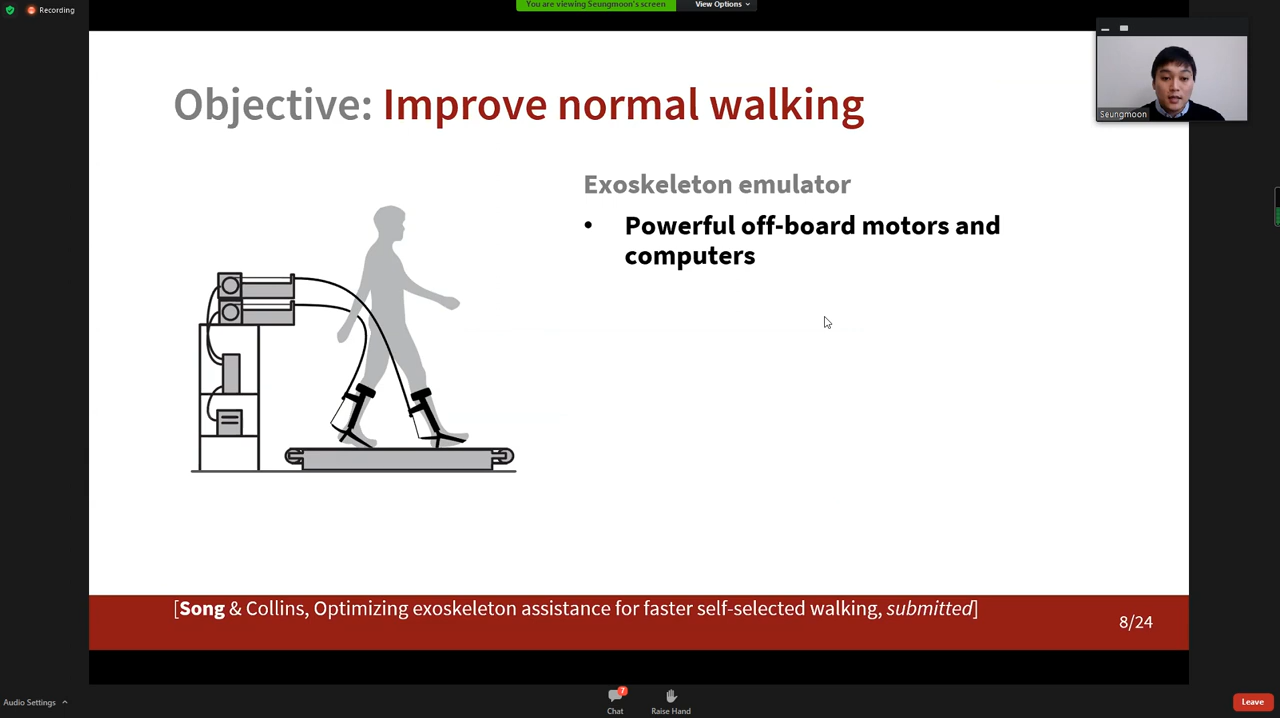 Recording
You are viewing Seungmoon's screen
View Options
Seungmoon
Objective: Improve normal walking
Exoskeleton emulator
• Powerful off-board motors and
computers
[Song & Collins, Optimizing exoskeleton assistance for faster self-selected walking, submitted]
8/24
Audio Settings
7
Chat
Raise Hand
Leave